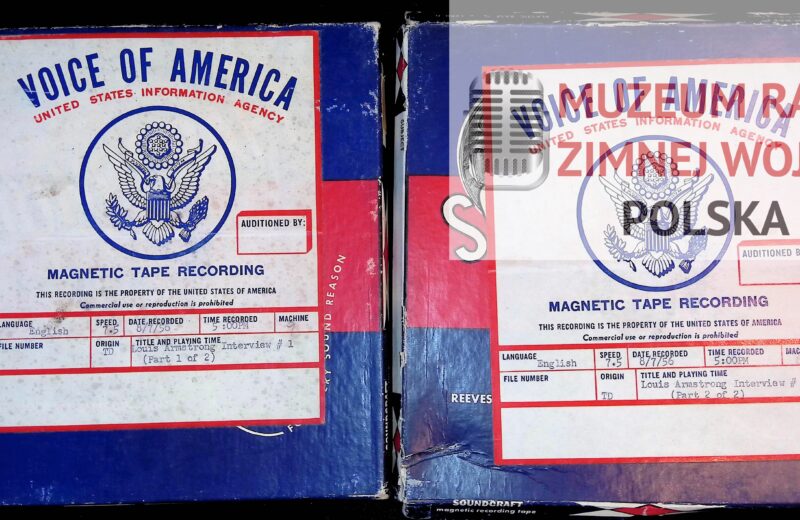 VOICE OF AMERICA
UNITED STATES INFORMATION AGENCY
AUDITIONED BY:
MAGNETIC TAPE RECORDING
THIS RECORDING IS THE PROPERTY OF THE UNITED STATES OF AMERICA
Commercial use or reproduction is prohibited
LANGUAGE English
SPEED 7.5
DATE RECORDED 8/7/56
TIME RECORDED 5:00PM
MACHINE
FILE NUMBER
ORIGIN TD
TITLE AND PLAYING TIME
Louis Armstrong Interview # 1
(Part 1 of 2)
SOUND REASON
SOUNDCRAFT
MUZEUM RA
ZIMNEJ WOJ
POLSKA
VOICE OF AMERICA
UNITED STATES INFORMATION AGENCY
AUDITIONED B
MAGNETIC TAPE RECORDING
THIS RECORDING IS THE PROPERTY OF THE UNITED STATES OF AMERICA
Commercial use or reproduction is prohibited
LANGUAGE English
SPEED 7.5
DATE RECORDED 8/7/56
TIME RECORDED 5:00PM
MAC
FILE NUMBER
ORIGIN TD
TITLE AND PLAYING TIME
Louis Armstrong Interview #
(Part 2 of 2)
REEVES
S
SOUNDCRAFT
magnetic recording tape